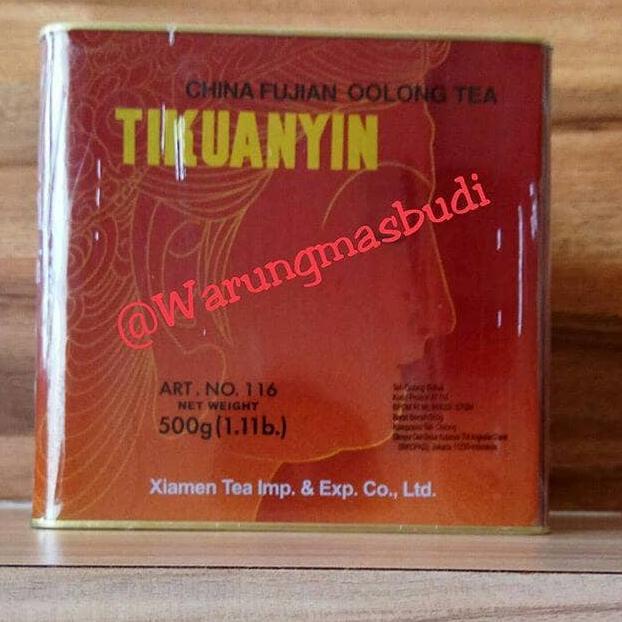 CHINA FUJIAN OOLONG TEA
TIKUANYIN
@Warungmasbudi
ART. NO. 116
NET WEIGHT
500g(1.11b.)
Xiamen Tea Imp. & Exp. Co., Ltd.